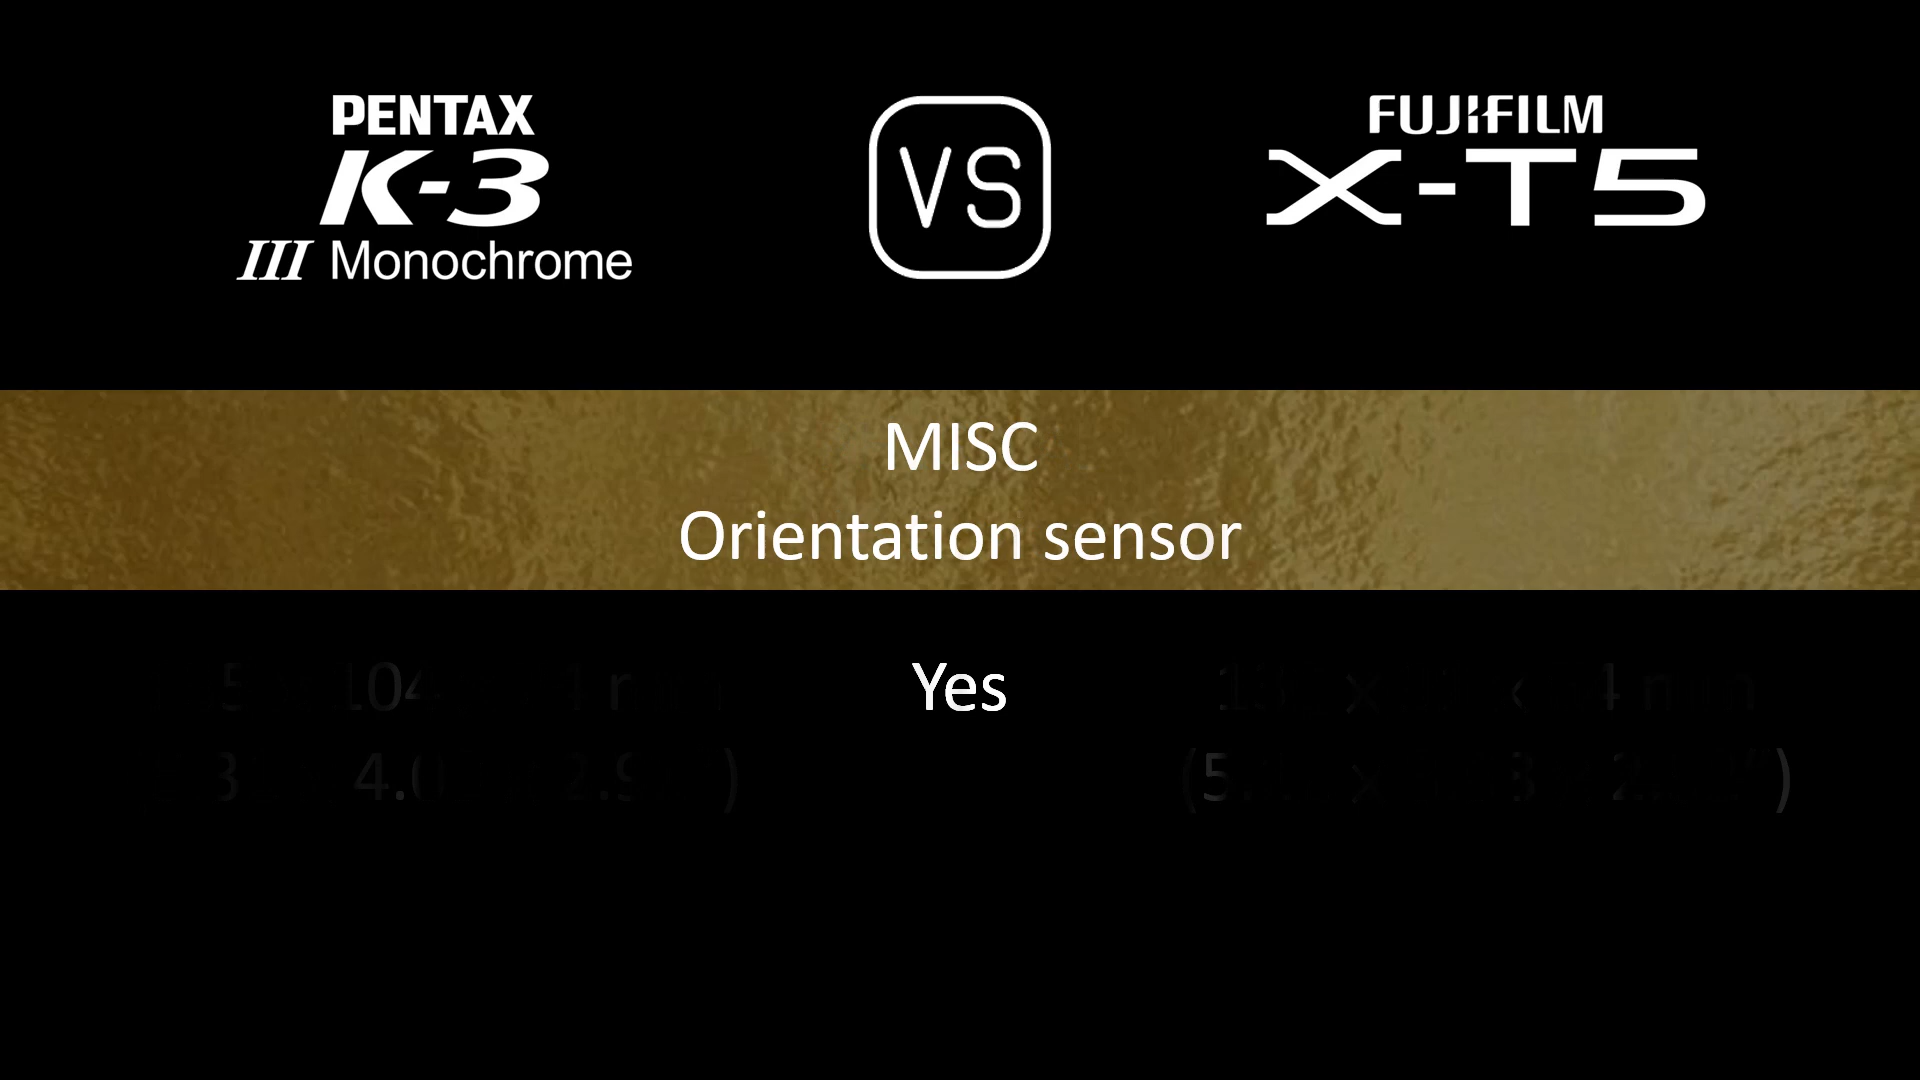 PENTAX
K-3
III Monochrome
VS
FUJIFILM
X-T5
MISC
Orientation sensor
Yes